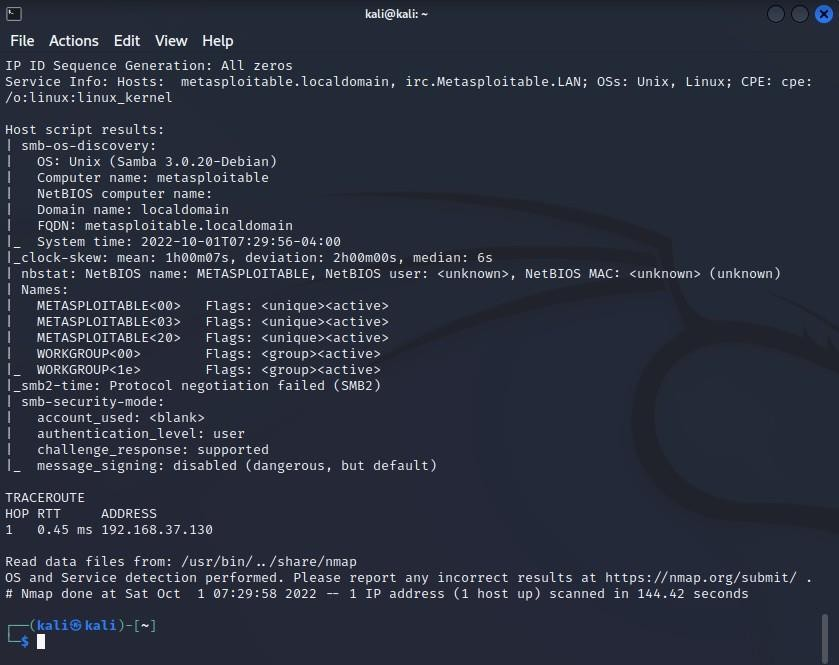 kali@kali: ~
File Actions Edit View Help
IP ID Sequence Generation: All zeros
Service Info: Hosts:  metasploitable.localdomain, irc.Metasploitable.LAN; OSs: Unix, Linux; CPE: cpe:
/o:linux:linux_kernel

Host script results:
| smb-os-discovery:
|   OS: Unix (Samba 3.0.20-Debian)
|   Computer name: metasploitable
|   NetBIOS computer name:
|   Domain name: localdomain
|   FQDN: metasploitable.localdomain
|_  System time: 2022-10-01T07:29:56-04:00
|_clock-skew: mean: 1h00m07s, deviation: 2h00m00s, median: 6s
| nbstat: NetBIOS name: METASPLOITABLE, NetBIOS user: <unknown>, NetBIOS MAC: <unknown> (unknown)
| Names:
|   METASPLOITABLE<00>   Flags: <unique><active>
|   METASPLOITABLE<03>   Flags: <unique><active>
|   METASPLOITABLE<20>   Flags: <unique><active>
|   WORKGROUP<00>        Flags: <group><active>
|_  WORKGROUP<1e>        Flags: <group><active>
|_smb2-time: Protocol negotiation failed (SMB2)
| smb-security-mode:
|   account_used: <blank>
|   authentication_level: user
|   challenge_response: supported
|_  message_signing: disabled (dangerous, but default)

TRACEROUTE
HOP RTT     ADDRESS
1   0.45 ms 192.168.37.130

Read data files from: /usr/bin/../share/nmap
OS and Service detection performed. Please report any incorrect results at https://nmap.org/submit/ .
# Nmap done at Sat Oct  1 07:29:58 2022 -- 1 IP address (1 host up) scanned in 144.42 seconds

┌──(kali㉿kali)-[~]
└─$